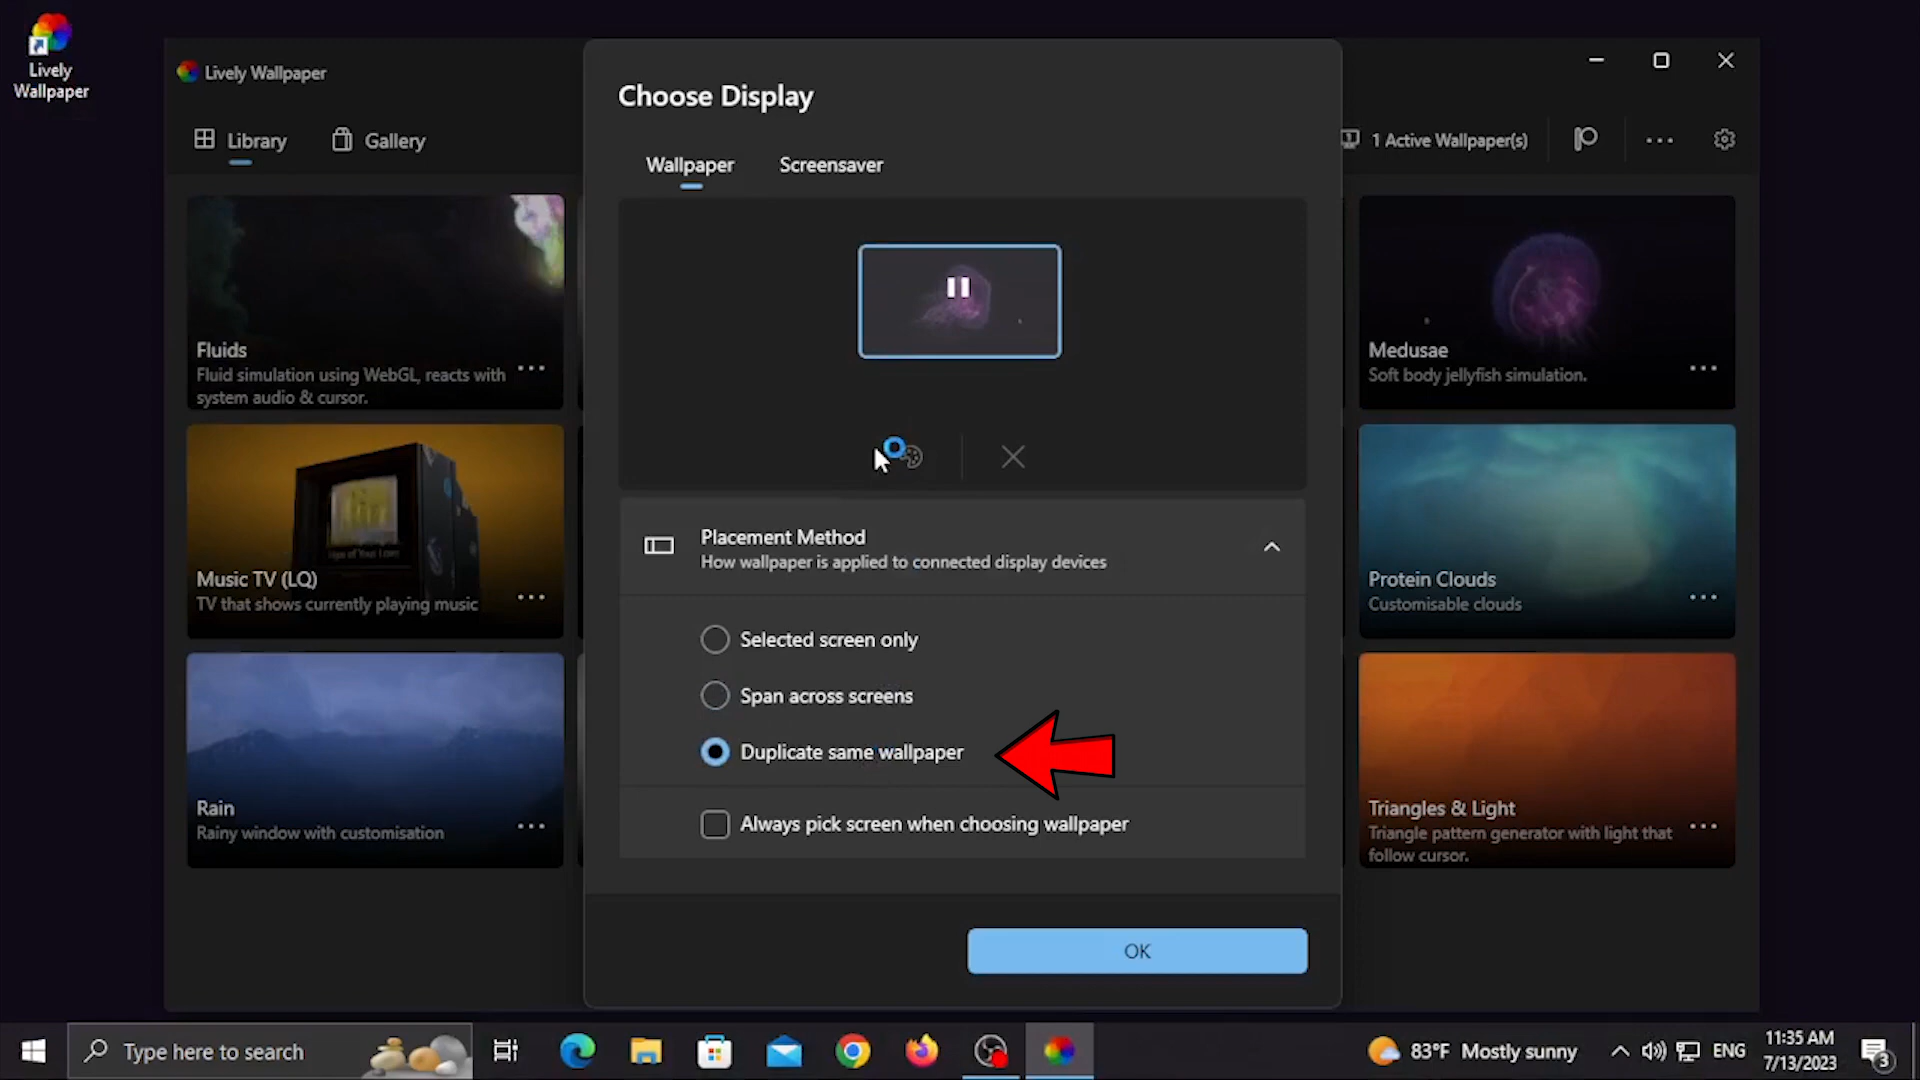 Lively
Wallpaper
Lively Wallpaper
Library
Gallery
1 Active Wallpaper(s)
Choose Display
Wallpaper
Screensaver
Fluids
Fluid simulation using WebGL, reacts with
system audio & cursor.
Medusae
Soft body jellyfish simulation.
Music TV (LQ)
TV that shows currently playing music
Protein Clouds
Customisable clouds
Rain
Rainy window with customisation
Triangles & Light
Triangle pattern generator with light that
follow cursor.
Placement Method
How wallpaper is applied to connected display devices
Selected screen only
Span across screens
Duplicate same wallpaper
Always pick screen when choosing wallpaper
OK
Type here to search
83°F Mostly sunny
ENG
11:35 AM
7/13/2023
3